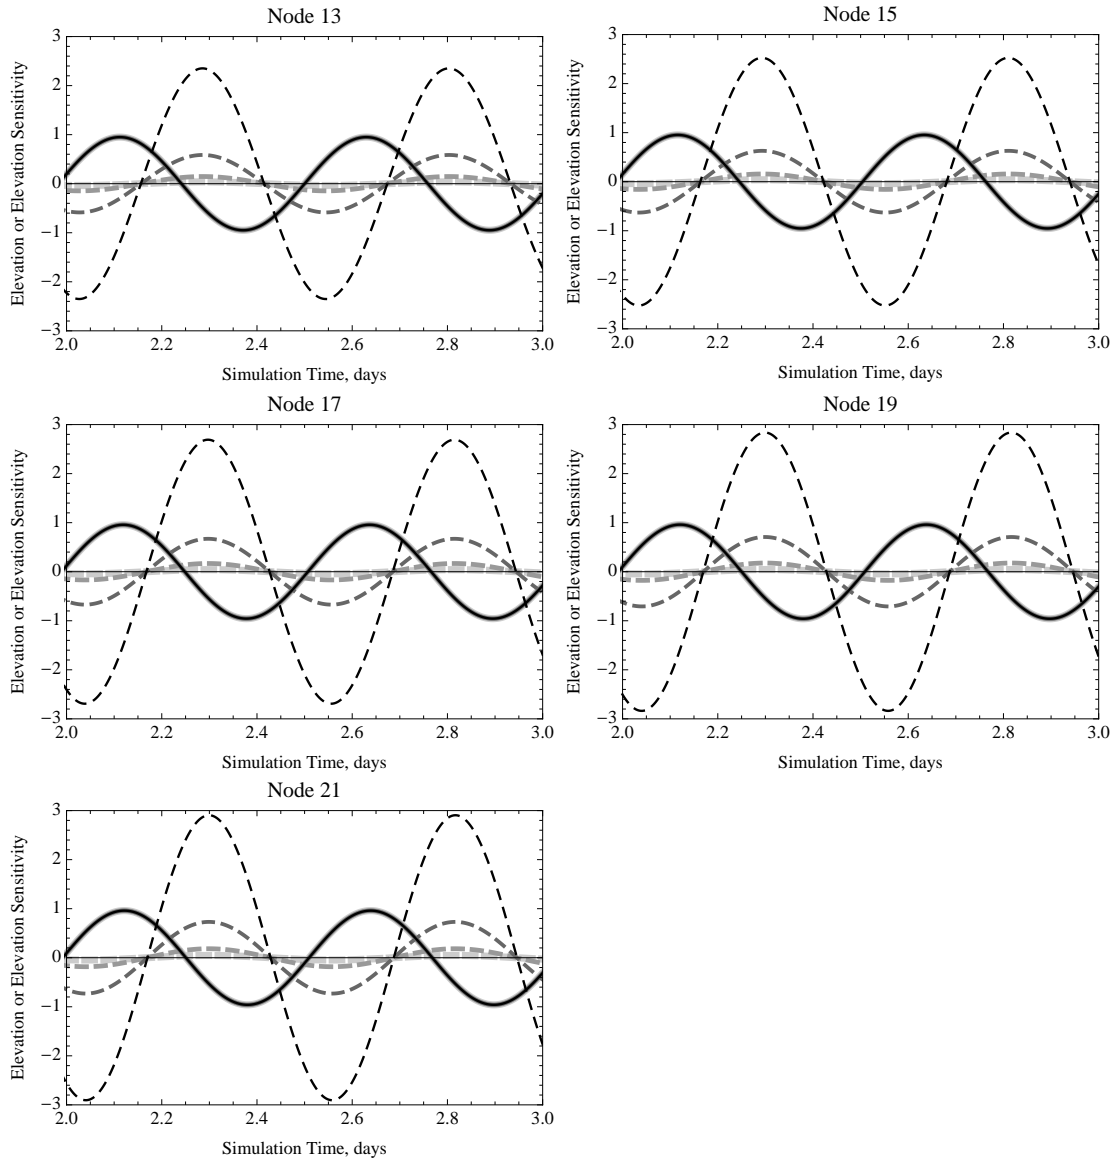 Node 13
Elevation or Elevation Sensitivity
3
2
1
0
−1
−2
−3
2.0 2.2 2.4 2.6 2.8 3.0
Simulation Time, days
Node 15
Elevation or Elevation Sensitivity
3
2
1
0
−1
−2
−3
2.0 2.2 2.4 2.6 2.8 3.0
Simulation Time, days
Node 17
Elevation or Elevation Sensitivity
3
2
1
0
−1
−2
−3
2.0 2.2 2.4 2.6 2.8 3.0
Simulation Time, days
Node 19
Elevation or Elevation Sensitivity
3
2
1
0
−1
−2
−3
2.0 2.2 2.4 2.6 2.8 3.0
Simulation Time, days
Node 21
Elevation or Elevation Sensitivity
3
2
1
0
−1
−2
−3
2.0 2.2 2.4 2.6 2.8 3.0
Simulation Time, days